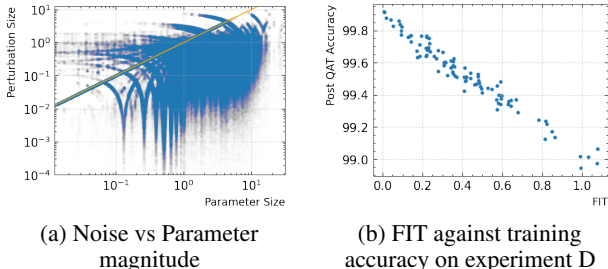 Perturbation Size
10¹
10⁰
10⁻¹
10⁻²
10⁻³
10⁻⁴
10⁻¹ 10⁰ 10¹
Parameter Size
Post QAT Accuracy
99.8
99.6
99.4
99.2
99.0
0.0 0.2 0.4 0.6 0.8 1.0
FIT
(a) Noise vs Parameter
magnitude
(b) FIT against training
accuracy on experiment D